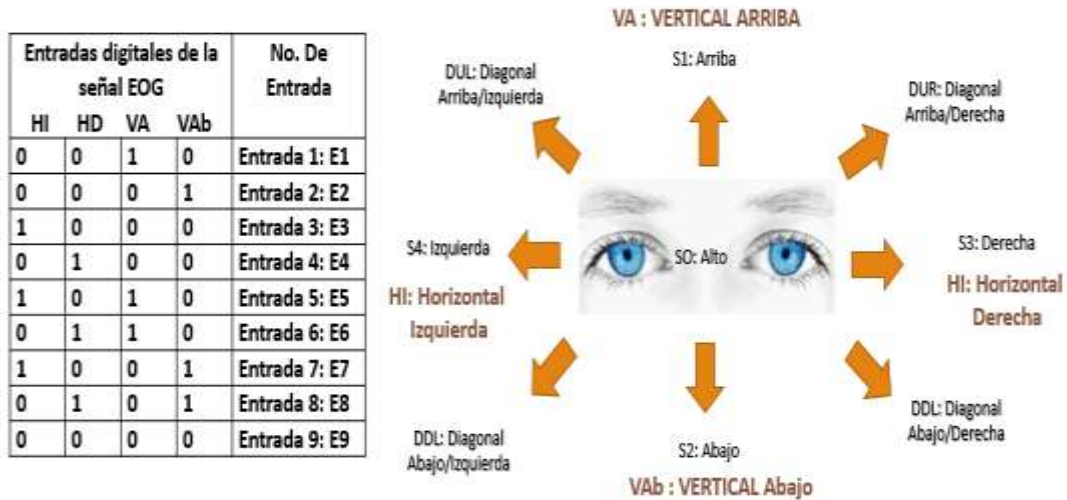 Entradas digitales de la
señal EOG
No. De
Entrada
HI HD VA VAb
0 0 1 0 Entrada 1: E1
0 0 0 1 Entrada 2: E2
1 0 0 0 Entrada 3: E3
0 1 0 0 Entrada 4: E4
1 0 1 0 Entrada 5: E5
0 1 1 0 Entrada 6: E6
1 0 0 1 Entrada 7: E7
0 1 0 1 Entrada 8: E8
0 0 0 0 Entrada 9: E9
VA : VERTICAL ARRIBA
S1: Arriba
DUL: Diagonal
Arriba/Izquierda
DUR: Diagonal
Arriba/Derecha
S4: Izquierda
SO: Alto
S3: Derecha
HI: Horizontal
Izquierda
HI: Horizontal
Derecha
DDL: Diagonal
Abajo/Izquierda
S2: Abajo
DDL: Diagonal
Abajo/Derecha
VAb : VERTICAL Abajo